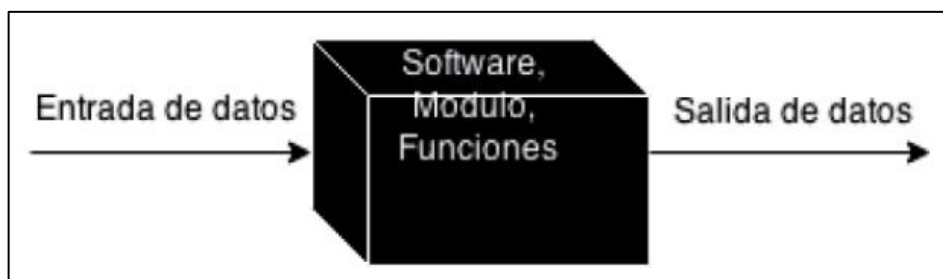 Entrada de datos
Software,
Modulo,
Funciones
Salida de datos